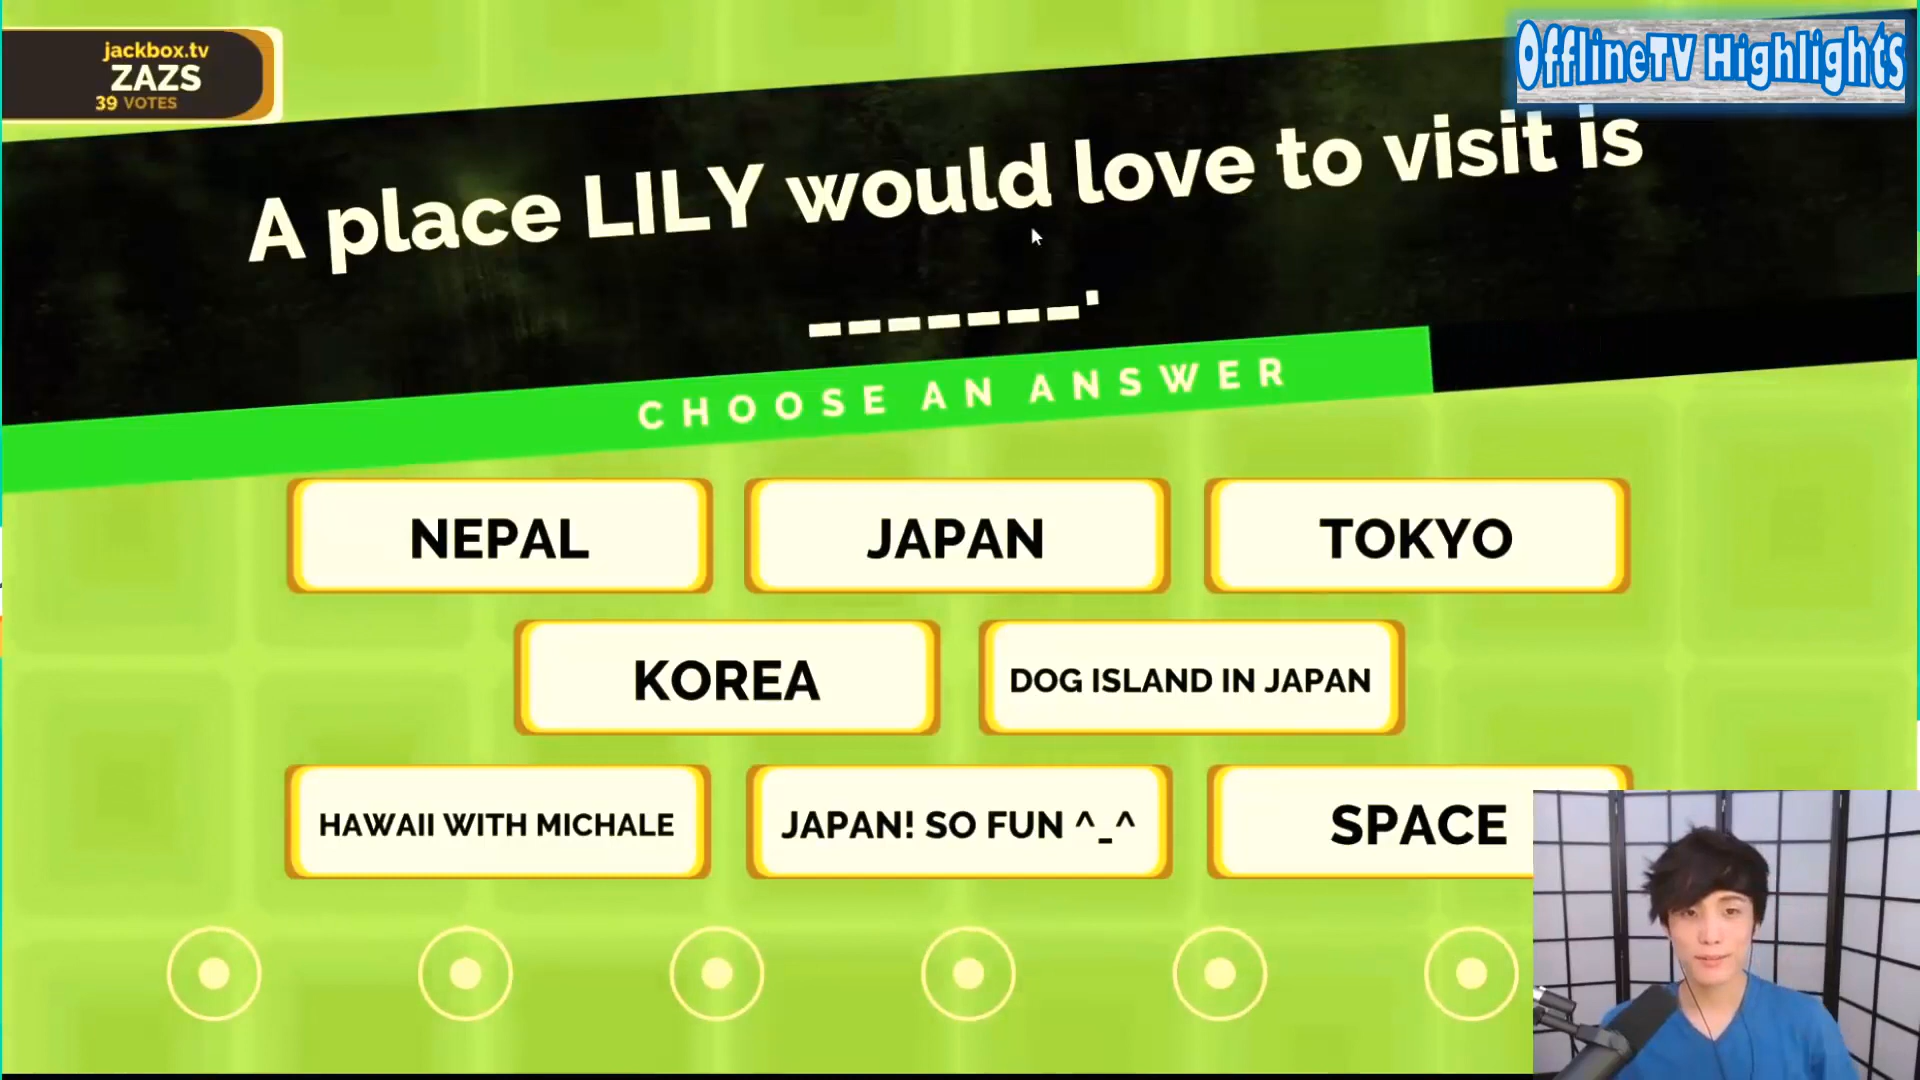 jackbox.tv
ZAZS
39 VOTES
OfflineTV Highlights
A place LILY would love to visit is
_______.
CHOOSE AN ANSWER
NEPAL
JAPAN
TOKYO
KOREA
DOG ISLAND IN JAPAN
HAWAII WITH MICHALE
JAPAN! SO FUN ^_^
SPACE